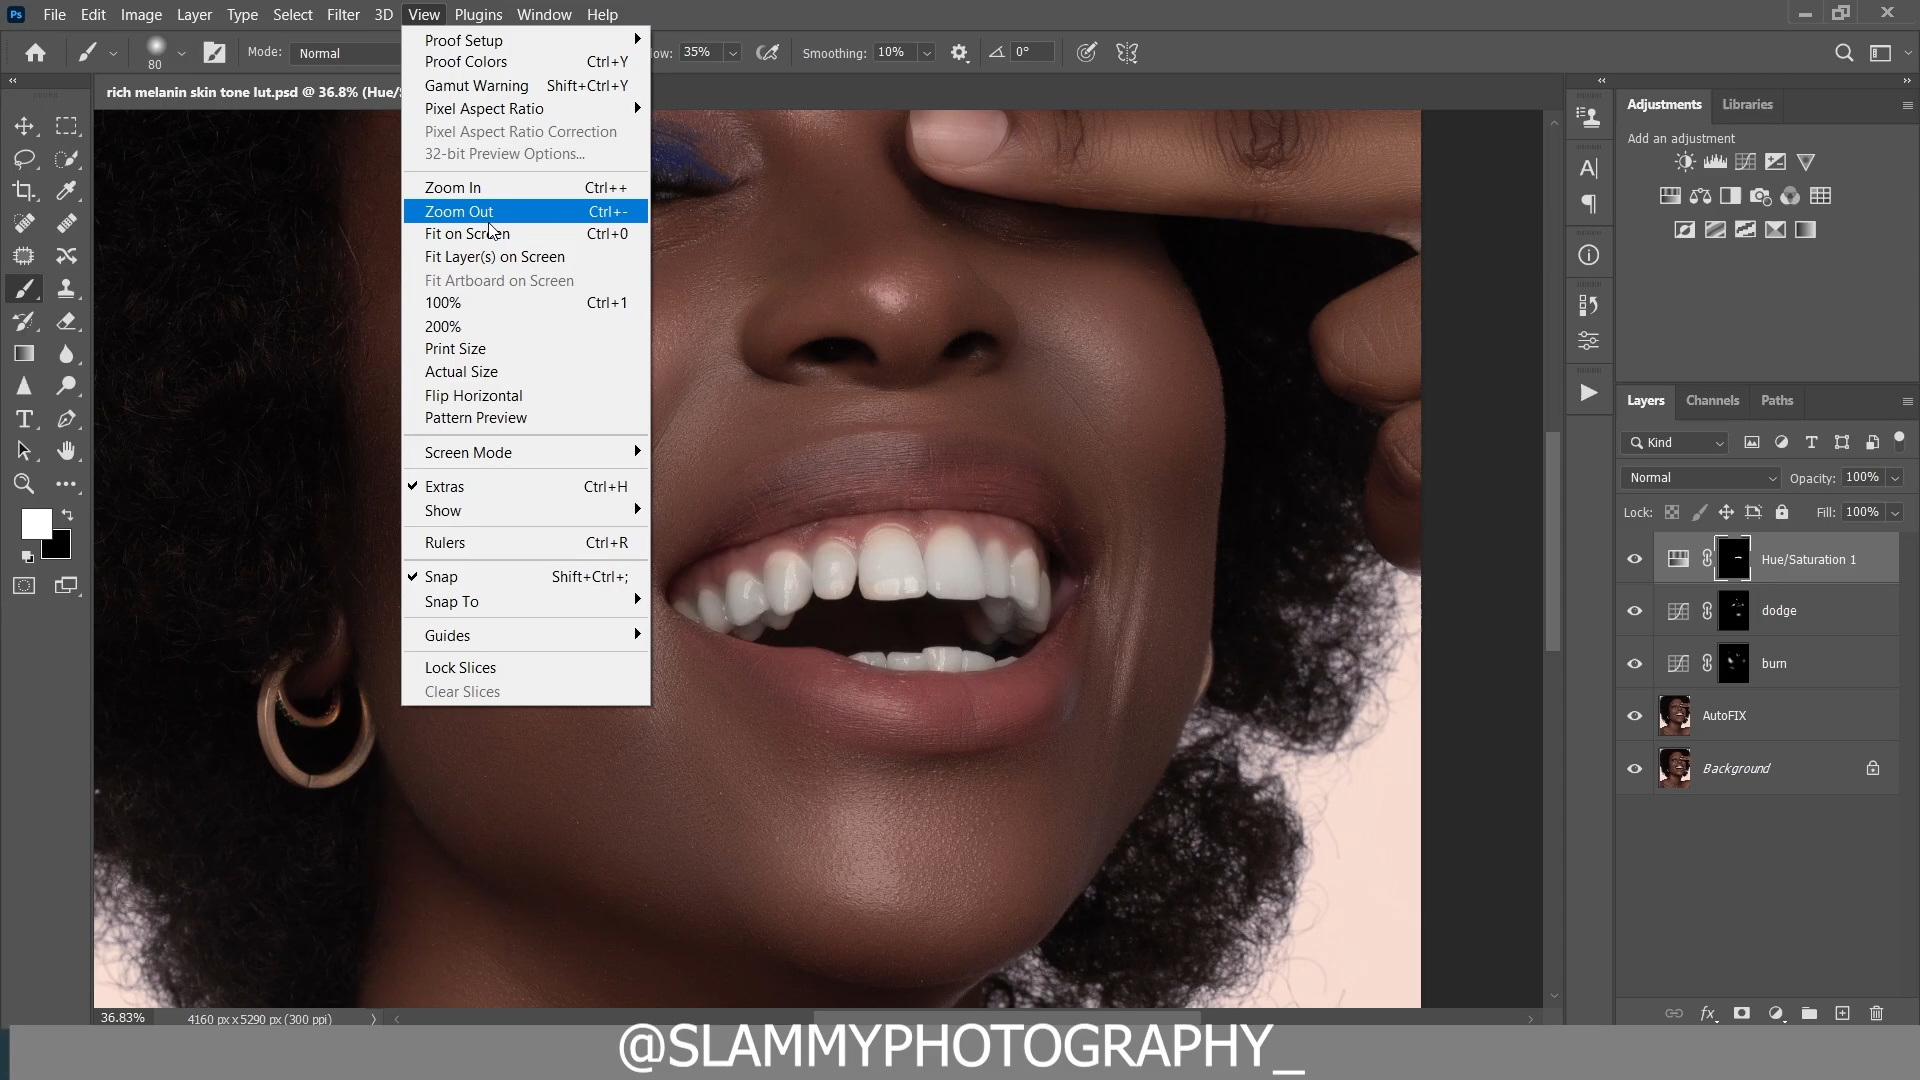 Ps File Edit Image Layer Type Select Filter 3D View Plugins Window Help
80 Mode: Normal low: 35% Smoothing: 10% 0°
rich melanin skin tone lut.psd @ 36.8% (Hue/S
Proof Setup
Proof Colors Ctrl+Y
Gamut Warning Shift+Ctrl+Y
Pixel Aspect Ratio
Pixel Aspect Ratio Correction
32-bit Preview Options...
Zoom In Ctrl++
Zoom Out Ctrl+-
Fit on Screen Ctrl+0
Fit Layer(s) on Screen
Fit Artboard on Screen
100% Ctrl+1
200%
Print Size
Actual Size
Flip Horizontal
Pattern Preview
Screen Mode
Extras Ctrl+H
Show
Rulers Ctrl+R
Snap Shift+Ctrl+;
Snap To
Guides
Lock Slices
Clear Slices
Adjustments Libraries
Add an adjustment
Layers Channels Paths
Kind
Normal Opacity: 100%
Lock: Fill: 100%
Hue/Saturation 1
dodge
burn
AutoFIX
Background
36.83% 4160 px x 5290 px (300 ppi)
@SLAMMYPHOTOGRAPHY_